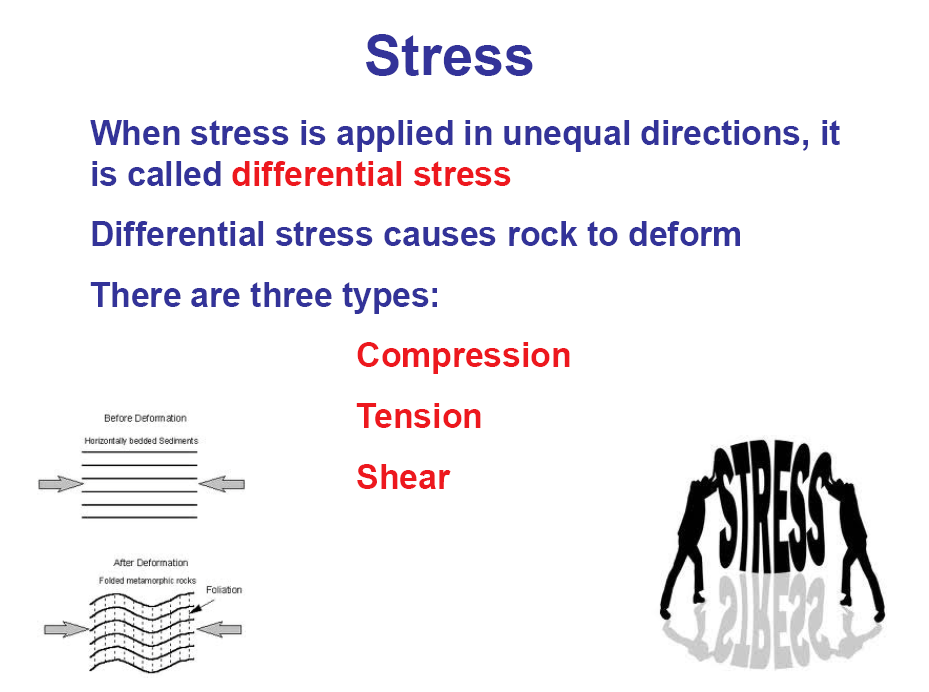 Stress
When stress is applied in unequal directions, it
is called differential stress
Differential stress causes rock to deform
There are three types:
Compression
Tension
Shear
Before Deformation
Horizontally bedded Sediments
After Deformation
Folded metamorphic rocks
Foliation
STRESS